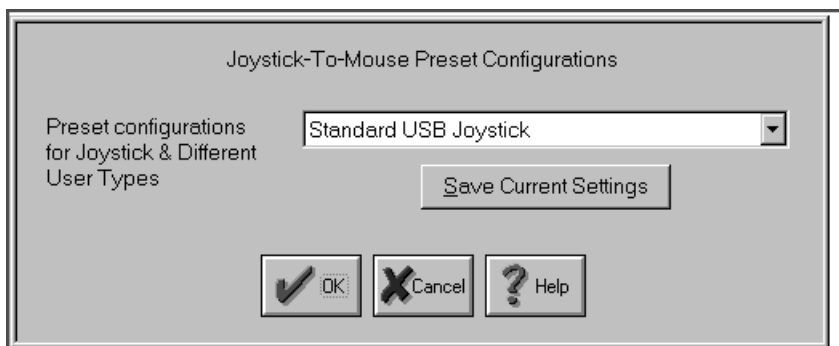 Joystick-To-Mouse Preset Configurations
Preset configurations
for Joystick & Different
User Types
Standard USB Joystick
Save Current Settings
OK
Cancel
Help